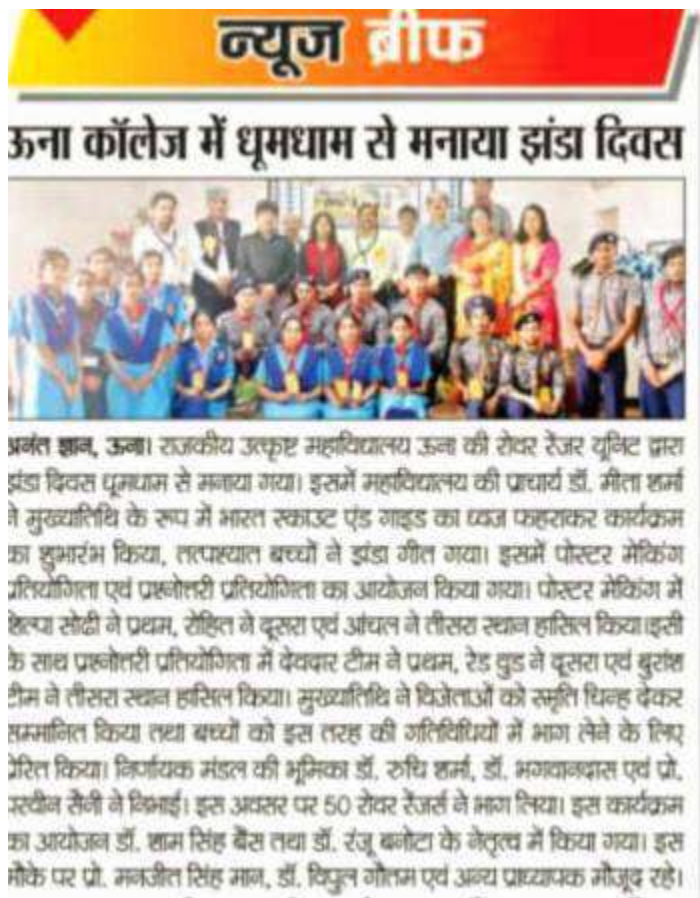 न्यूज ब्रीफ
ऊना कॉलेज में धूमधाम से मनाया झंडा दिवस
अनंत ज्ञान, ऊना। राजकीय उत्कृष्ट महाविद्यालय ऊना की रोवर रेंजर यूनिट द्वारा
झंडा दिवस धूमधाम से मनाया गया। इसमें महाविद्यालय की प्राचार्य डॉ. मीता शर्मा
ने मुख्यातिथि के रूप में भारत स्काउट एंड गाइड का ध्वज फहराकर कार्यक्रम
का शुभारंभ किया, तत्पश्चात बच्चों ने झंडा गीत गया। इसमें पोस्टर मेकिंग
प्रतियोगिता एवं प्रश्नोत्तरी प्रतियोगिता का आयोजन किया गया। पोस्टर मेकिंग में
शिल्पा सोढी ने प्रथम, रोहित ने दूसरा एवं आंचल ने तीसरा स्थान हासिल किया।इसी
के साथ प्रश्नोत्तरी प्रतियोगिता में देवदार टीम ने प्रथम, रेड वुड ने दूसरा एवं बुरांश
टीम ने तीसरा स्थान हासिल किया। मुख्यातिथि ने विजेताओं को स्मृति चिन्ह देकर
सम्मानित किया तथा बच्चों को इस तरह की गतिविधियों में भाग लेने के लिए
प्रेरित किया। निर्णायक मंडल की भूमिका डॉ. रुचि शर्मा, डॉ. भगवानदास एवं प्रो.
परवीन सैनी ने निभाई। इस अवसर पर 50 रोवर रेंजर्स ने भाग लिया। इस कार्यक्रम
का आयोजन डॉ. शाम सिंह बैंस तथा डॉ. रंजू बनोटा के नेतृत्व में किया गया। इस
मौके पर प्रो. मनजीत सिंह मान, डॉ. विपुल गौतम एवं अन्य प्राध्यापक मौजूद रहे।